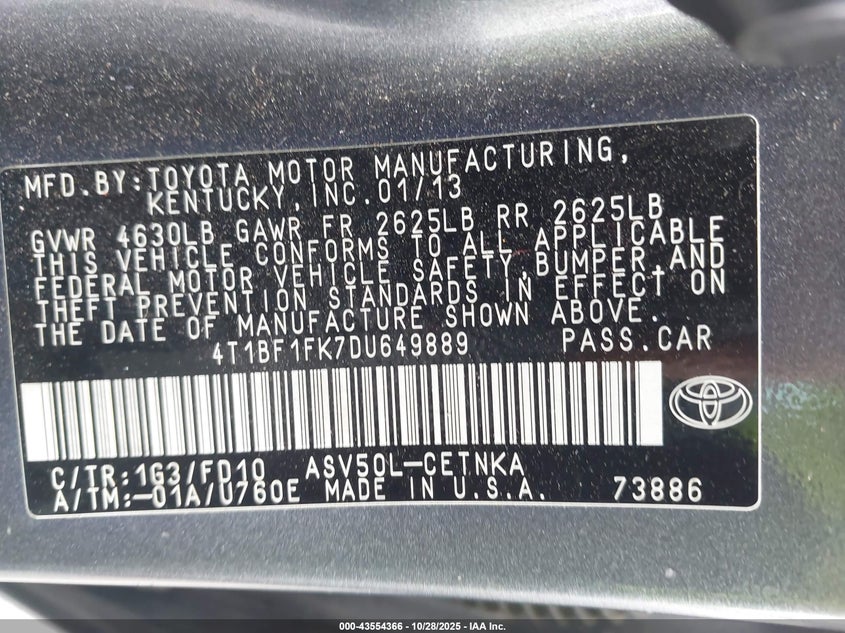 MFD.BY:TOYOTA MOTOR MANUFACTURING,
KENTUCKY,INC.01/13
GVWR 4630LB GAWR FR 2625LB RR 2625LB
THIS VEHICLE CONFORMS TO ALL APPLICABLE
FEDERAL MOTOR VEHICLE SAFETY,BUMPER,AND
THEFT PREVENTION STANDARDS IN EFFECT ON
THE DATE OF MANUFACTURE SHOWN ABOVE.
4T1BF1FK7DU649889 PASS.CAR
C/TR:1G3/FD10 ASV50L-CETNKA
A/TM:-01A/U760E MADE IN U.S.A. 73886
000-43554366 - 10/28/2025 - IAA Inc.